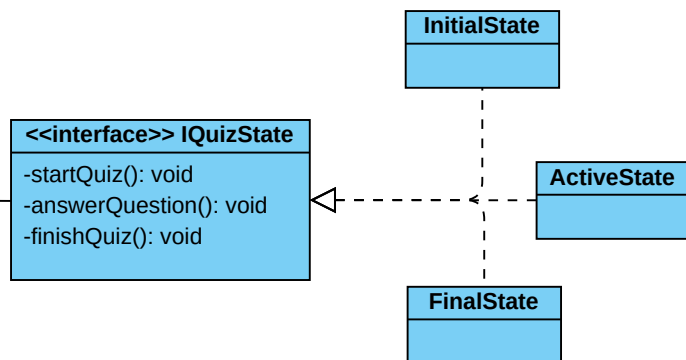 InitialState
<<interface>> IQuizState
-startQuiz(): void
-answerQuestion(): void
-finishQuiz(): void
ActiveState
FinalState